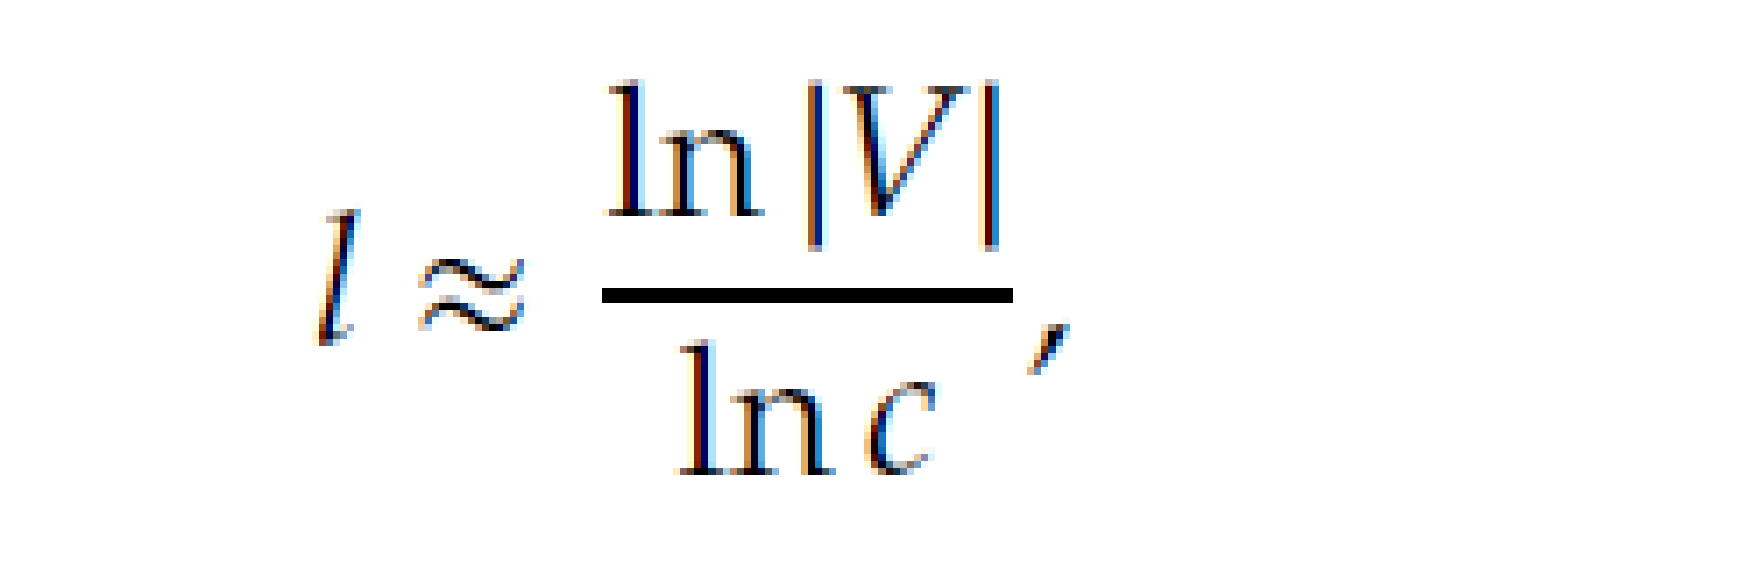 l ≈ ln |V| / ln c ,